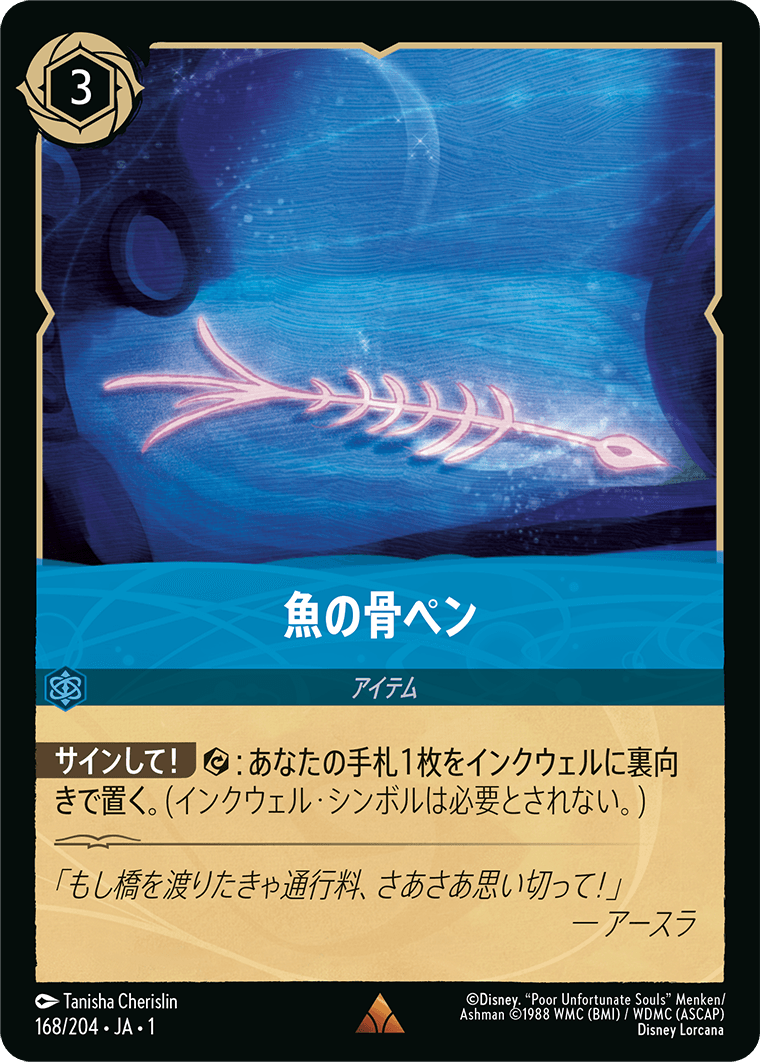 3
魚の骨ペン
アイテム
サインして! : あなたの手札1枚をインクウェルに裏向
きで置く。(インクウェル・シンボルは必要とされない。)
「もし橋を渡りたきゃ通行料、さあさあ思い切って!」
— アースラ
Tanisha Cherislin
168/204・JA・1
©Disney. “Poor Unfortunate Souls” Menken/
Ashman ©1988 WMC (BMI) / WDMC (ASCAP)
Disney Lorcana